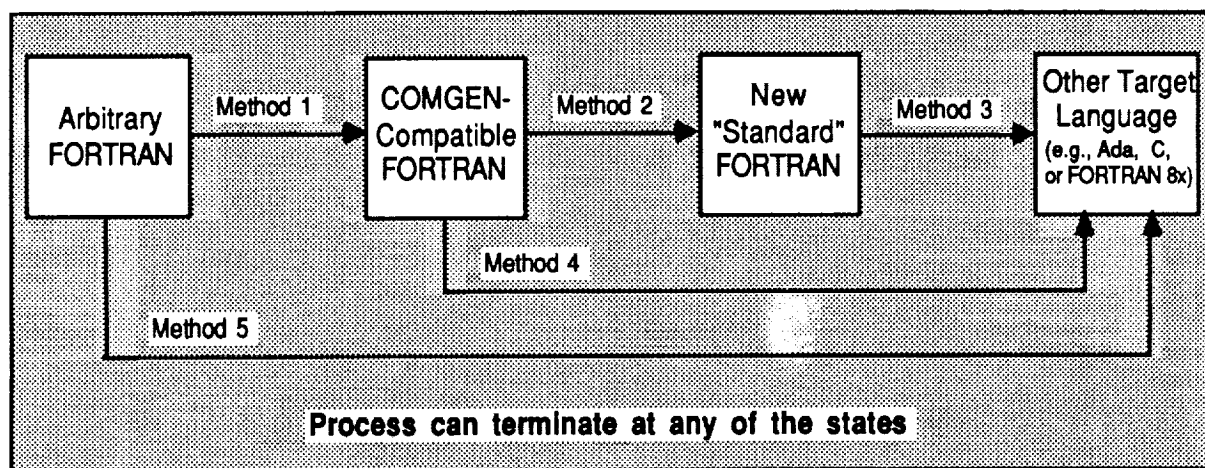 Arbitrary
FORTRAN
Method 1
COMGEN-
Compatible
FORTRAN
Method 2
New
"Standard"
FORTRAN
Method 3
Other Target
Language
(e.g., Ada, C,
or FORTRAN 8x)
Method 4
Method 5
Process can terminate at any of the states